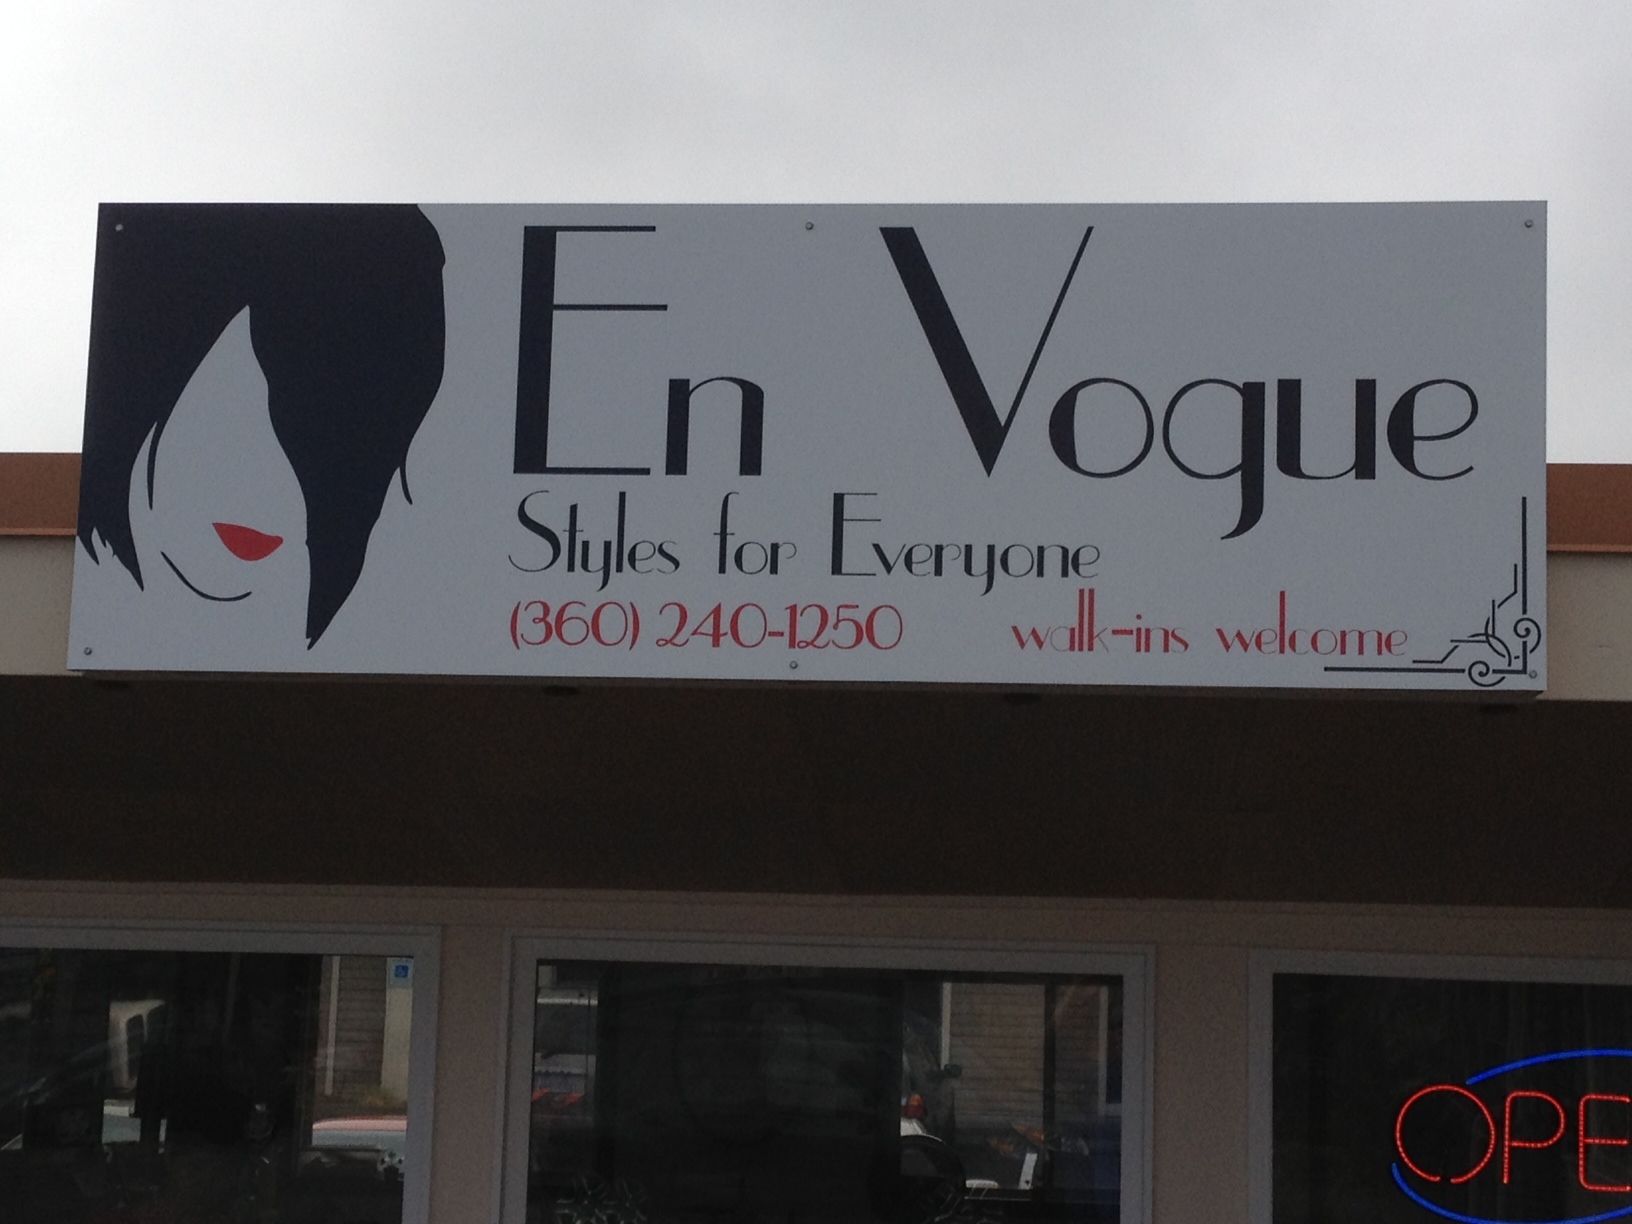 En Vogue
Styles for Everyone
(360) 240-1250 walk-ins welcome
OPE